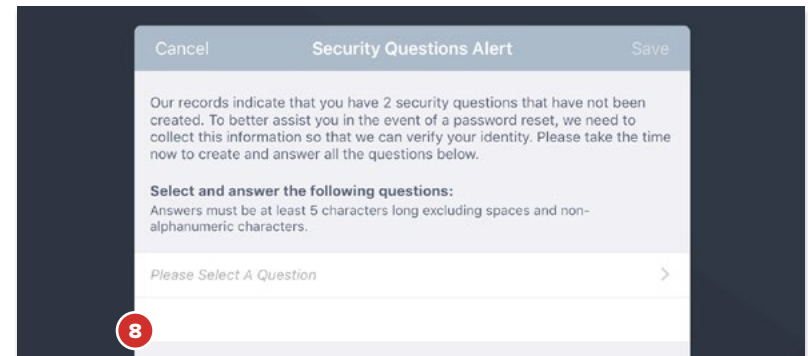 Cancel Security Questions Alert Save
Our records indicate that you have 2 security questions that have not been
created. To better assist you in the event of a password reset, we need to
collect this information so that we can verify your identity. Please take the time
now to create and answer all the questions below.
Select and answer the following questions:
Answers must be at least 5 characters long excluding spaces and non-
alphanumeric characters.
Please Select A Question
8